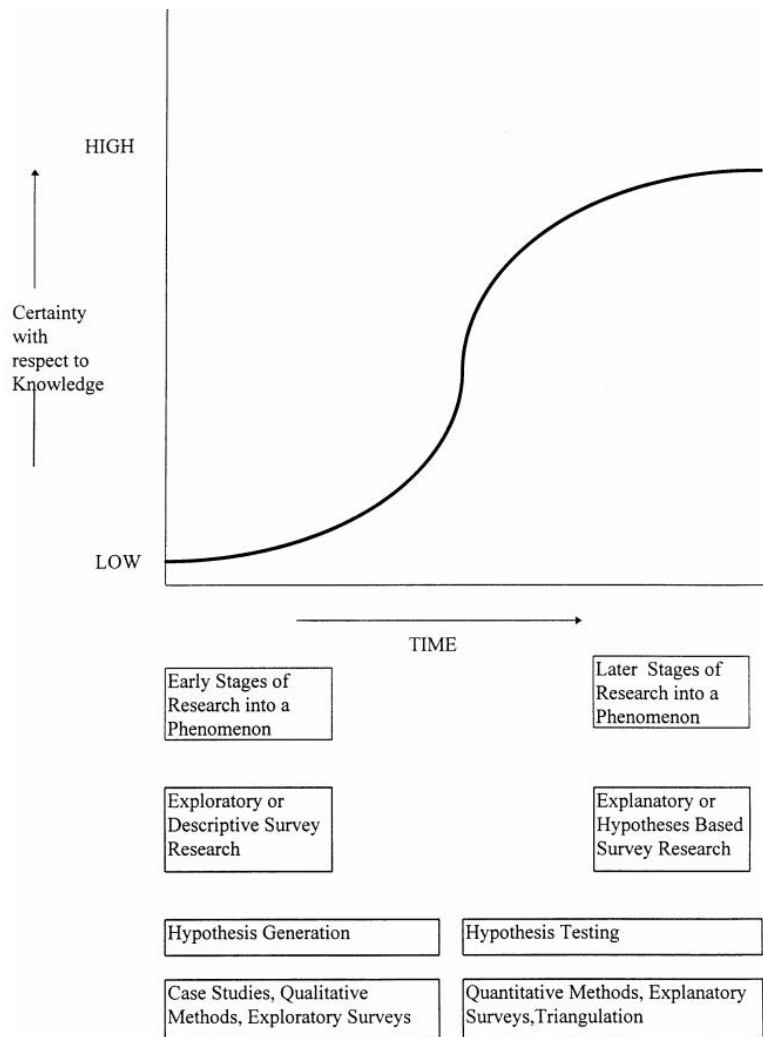 HIGH
Certainty
with
respect to
Knowledge
LOW
TIME
Early Stages of
Research into a
Phenomenon
Later Stages of
Research into a
Phenomenon
Exploratory or
Descriptive Survey
Research
Explanatory or
Hypotheses Based
Survey Research
Hypothesis Generation
Hypothesis Testing
Case Studies, Qualitative
Methods, Exploratory Surveys
Quantitative Methods, Explanatory
Surveys,Triangulation